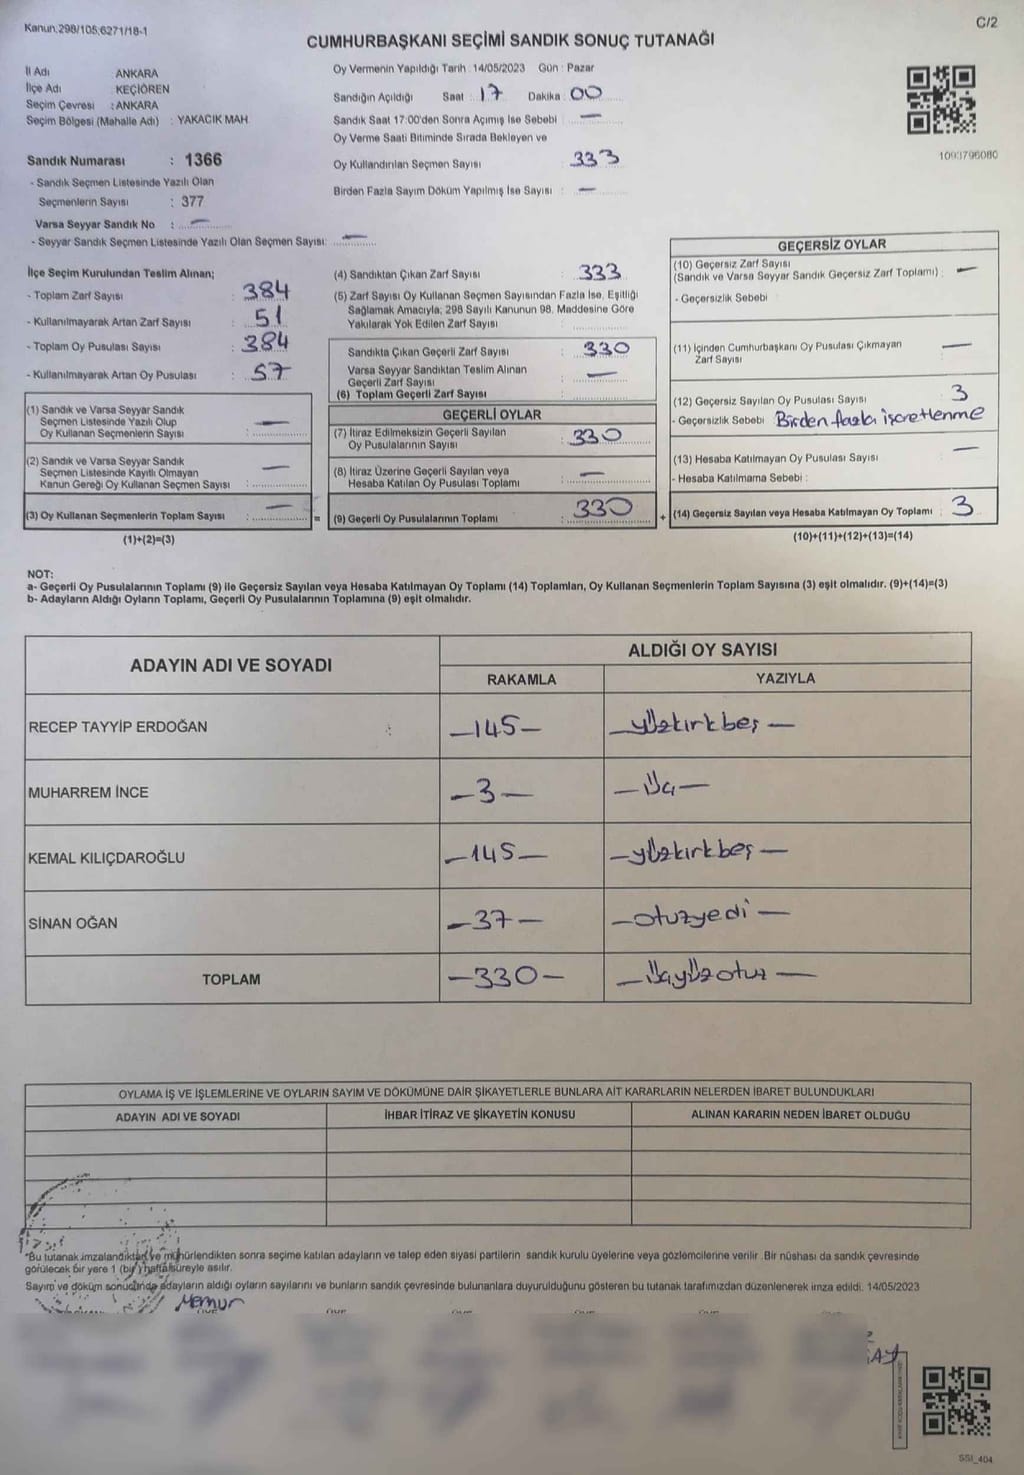 Kanun:298/105;6271/18-1
C/2
CUMHURBAŞKANI SEÇİMİ SANDIK SONUÇ TUTANAĞI
İl Adı ANKARA
İlçe Adı KEÇİÖREN
Seçim Çevresi : ANKARA
Seçim Bölgesi (Mahalle Adı) : YAKACIK MAH
Sandık Numarası : 1366
- Sandık Seçmen Listesinde Yazılı Olan
Seçmenlerin Sayısı : 377
Varsa Seyyar Sandık No : —
- Seyyar Sandık Seçmen Listesinde Yazılı Olan Seçmen Sayısı: —
Oy Vermenin Yapıldığı Tarih : 14/05/2023 Gün : Pazar
Sandığın Açıldığı Saat : 17 Dakika : 00
Sandık Saat 17:00'den Sonra Açımış İse Sebebi : —
Oy Verme Saati Bitiminde Sırada Bekleyen ve
Oy Kullandırılan Seçmen Sayısı : 333
Birden Fazla Sayım Döküm Yapılmış İse Sayısı : —
1093796080
İlçe Seçim Kurulundan Teslim Alınan;
- Toplam Zarf Sayısı : 384
- Kullanılmayarak Artan Zarf Sayısı : 51
- Toplam Oy Pusulası Sayısı : 384
- Kullanılmayarak Artan Oy Pusulası : 57
(1) Sandık ve Varsa Seyyar Sandık
Seçmen Listesinde Yazılı Olup
Oy Kullanan Seçmenlerin Sayısı : —
(2) Sandık ve Varsa Seyyar Sandık
Seçmen Listesinde Kayıtlı Olmayan
Kanun Gereği Oy Kullanan Seçmen Sayısı : —
(3) Oy Kullanan Seçmenlerin Toplam Sayısı : — =
(1)+(2)=(3)
(4) Sandıktan Çıkan Zarf Sayısı : 333
(5) Zarf Sayısı Oy Kullanan Seçmen Sayısından Fazla İse, Eşitliği
Sağlamak Amacıyla; 298 Sayılı Kanunun 98. Maddesine Göre
Yakılarak Yok Edilen Zarf Sayısı :
Sandıkta Çıkan Geçerli Zarf Sayısı : 330
Varsa Seyyar Sandıktan Teslim Alınan
Geçerli Zarf Sayısı : —
(6) Toplam Geçerli Zarf Sayısı :
GEÇERLİ OYLAR
(7) İtiraz Edilmeksizin Geçerli Sayılan
Oy Pusulalarının Sayısı : 330
(8) İtiraz Üzerine Geçerli Sayılan veya
Hesaba Katılan Oy Pusulası Toplamı : —
(9) Geçerli Oy Pusulalarının Toplamı : 330 +
GEÇERSİZ OYLAR
(10) Geçersiz Zarf Sayısı
(Sandık ve Varsa Seyyar Sandık Geçersiz Zarf Toplamı) : —
- Geçersizlik Sebebi :
(11) İçinden Cumhurbaşkanı Oy Pusulası Çıkmayan
Zarf Sayısı : —
(12) Geçersiz Sayılan Oy Pusulası Sayısı : 3
- Geçersizlik Sebebi Birden fazla işaretlenme
(13) Hesaba Katılmayan Oy Pusulası Sayısı : —
- Hesaba Katılmama Sebebi :
(14) Geçersiz Sayılan veya Hesaba Katılmayan Oy Toplamı : 3
(10)+(11)+(12)+(13)=(14)
NOT:
a- Geçerli Oy Pusulalarının Toplamı (9) ile Geçersiz Sayılan veya Hesaba Katılmayan Oy Toplamı (14) Toplamları, Oy Kullanan Seçmenlerin Toplam Sayısına (3) eşit olmalıdır. (9)+(14)=(3)
b- Adayların Aldığı Oyların Toplamı, Geçerli Oy Pusulalarının Toplamına (9) eşit olmalıdır.
ADAYIN ADI VE SOYADI ALDIĞI OY SAYISI
RAKAMLA YAZIYLA
RECEP TAYYİP ERDOĞAN —145— —yüzkırkbeş—
MUHARREM İNCE —3— —üç—
KEMAL KILIÇDAROĞLU —145— —yüzkırkbeş—
SİNAN OĞAN —37— —otuzyedi—
TOPLAM —330— —üçyüzotuz—
OYLAMA İŞ VE İŞLEMLERİNE VE OYLARIN SAYIM VE DÖKÜMÜNE DAİR ŞİKAYETLERLE BUNLARA AİT KARARLARIN NELERDEN İBARET BULUNDUKLARI
ADAYIN ADI VE SOYADI İHBAR İTİRAZ VE ŞİKAYETİN KONUSU ALINAN KARARIN NEDEN İBARET OLDUĞU
*Bu tutanak imzalandıktan ve mühürlendikten sonra seçime katılan adayların ve talep eden siyasi partilerin sandık kurulu üyelerine veya gözlemcilerine verilir .Bir nüshası da sandık çevresinde
görülecek bir yere 1 (bir ) hafta süreyle asılır.
Sayım ve döküm sonucunda adayların aldığı oyların sayılarını ve bunların sandık çevresinde bulunanlara duyurulduğunu gösteren bu tutanak tarafımızdan düzenlenerek imza edildi. 14/05/2023
Memur
SSİ_404